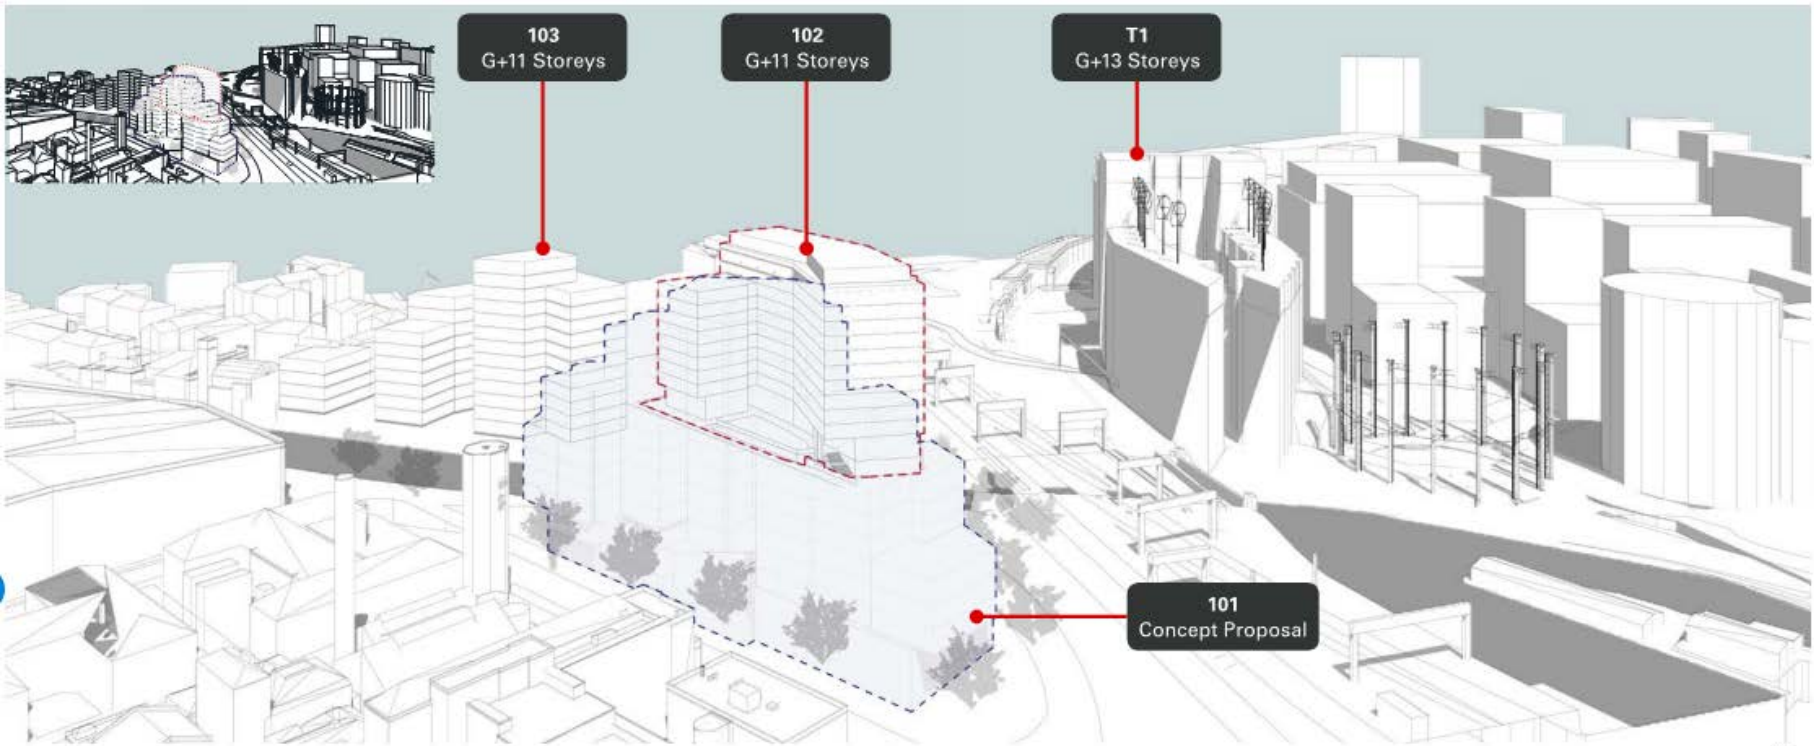 103
G+11 Storeys
102
G+11 Storeys
T1
G+13 Storeys
101
Concept Proposal